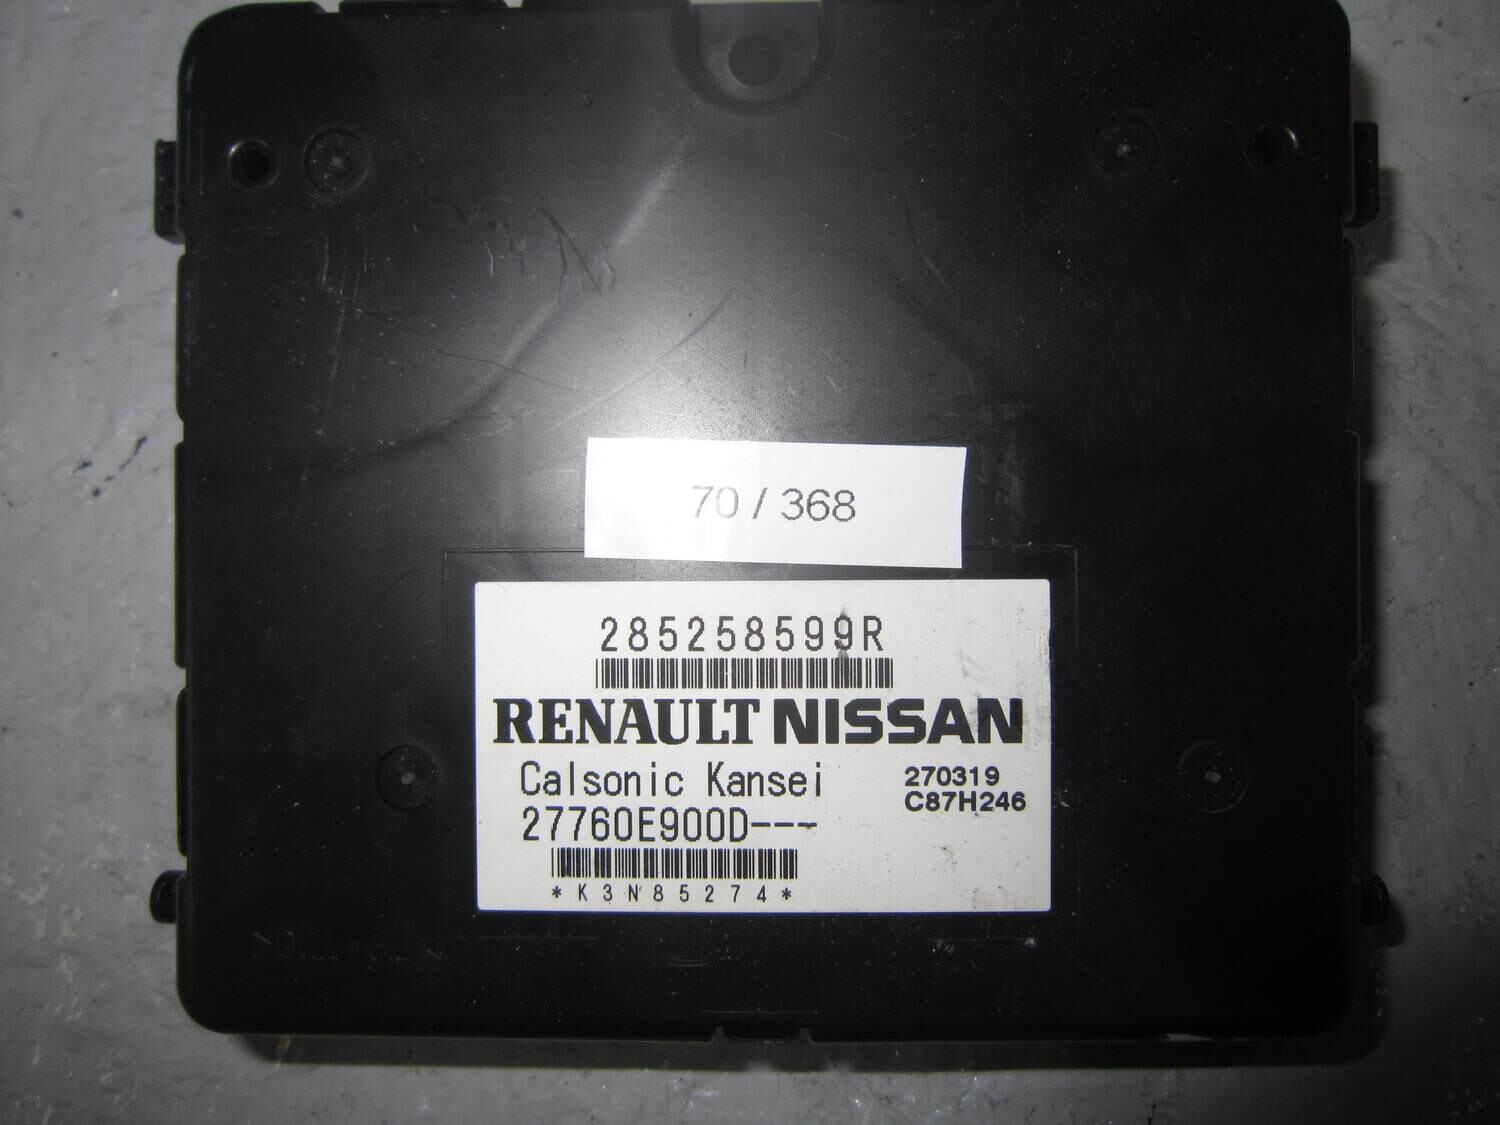 70 / 368
285258599R
RENAULT NISSAN
Calsonic Kansei 270319
27760E900D--- C87H246
*K3N85274*